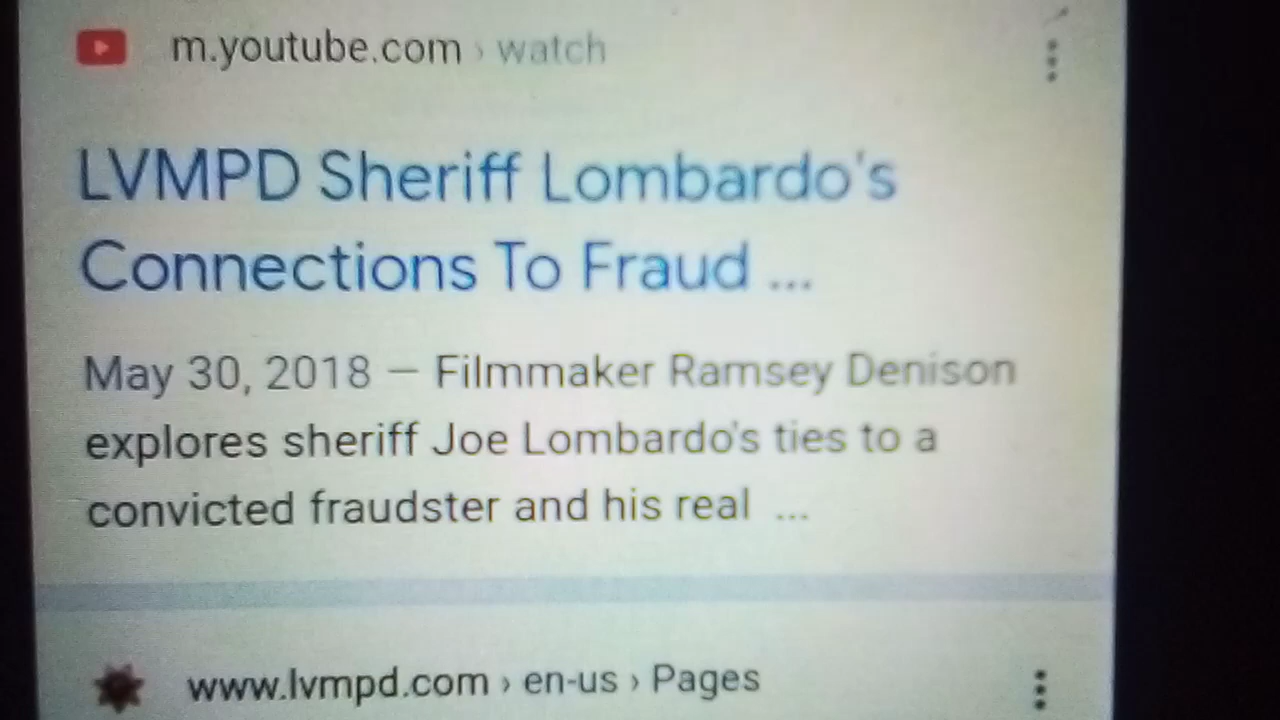 m.youtube.com › watch
LVMPD Sheriff Lombardo's
Connections To Fraud ...
May 30, 2018 — Filmmaker Ramsey Denison
explores sheriff Joe Lombardo's ties to a
convicted fraudster and his real ...
www.lvmpd.com › en-us › Pages